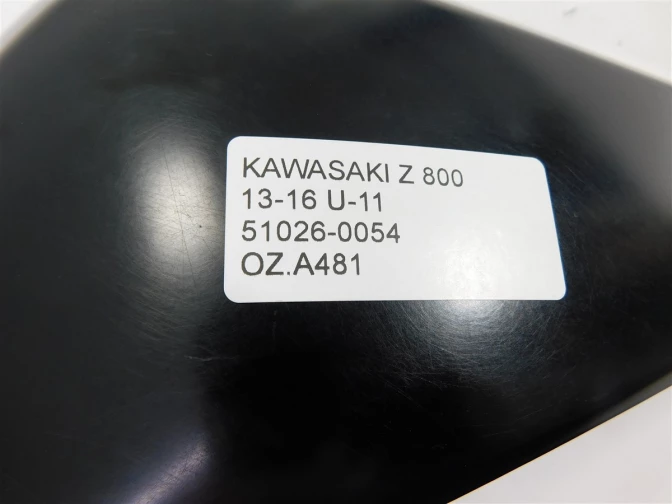 KAWASAKI Z 800
13-16 U-11
51026-0054
OZ.A481